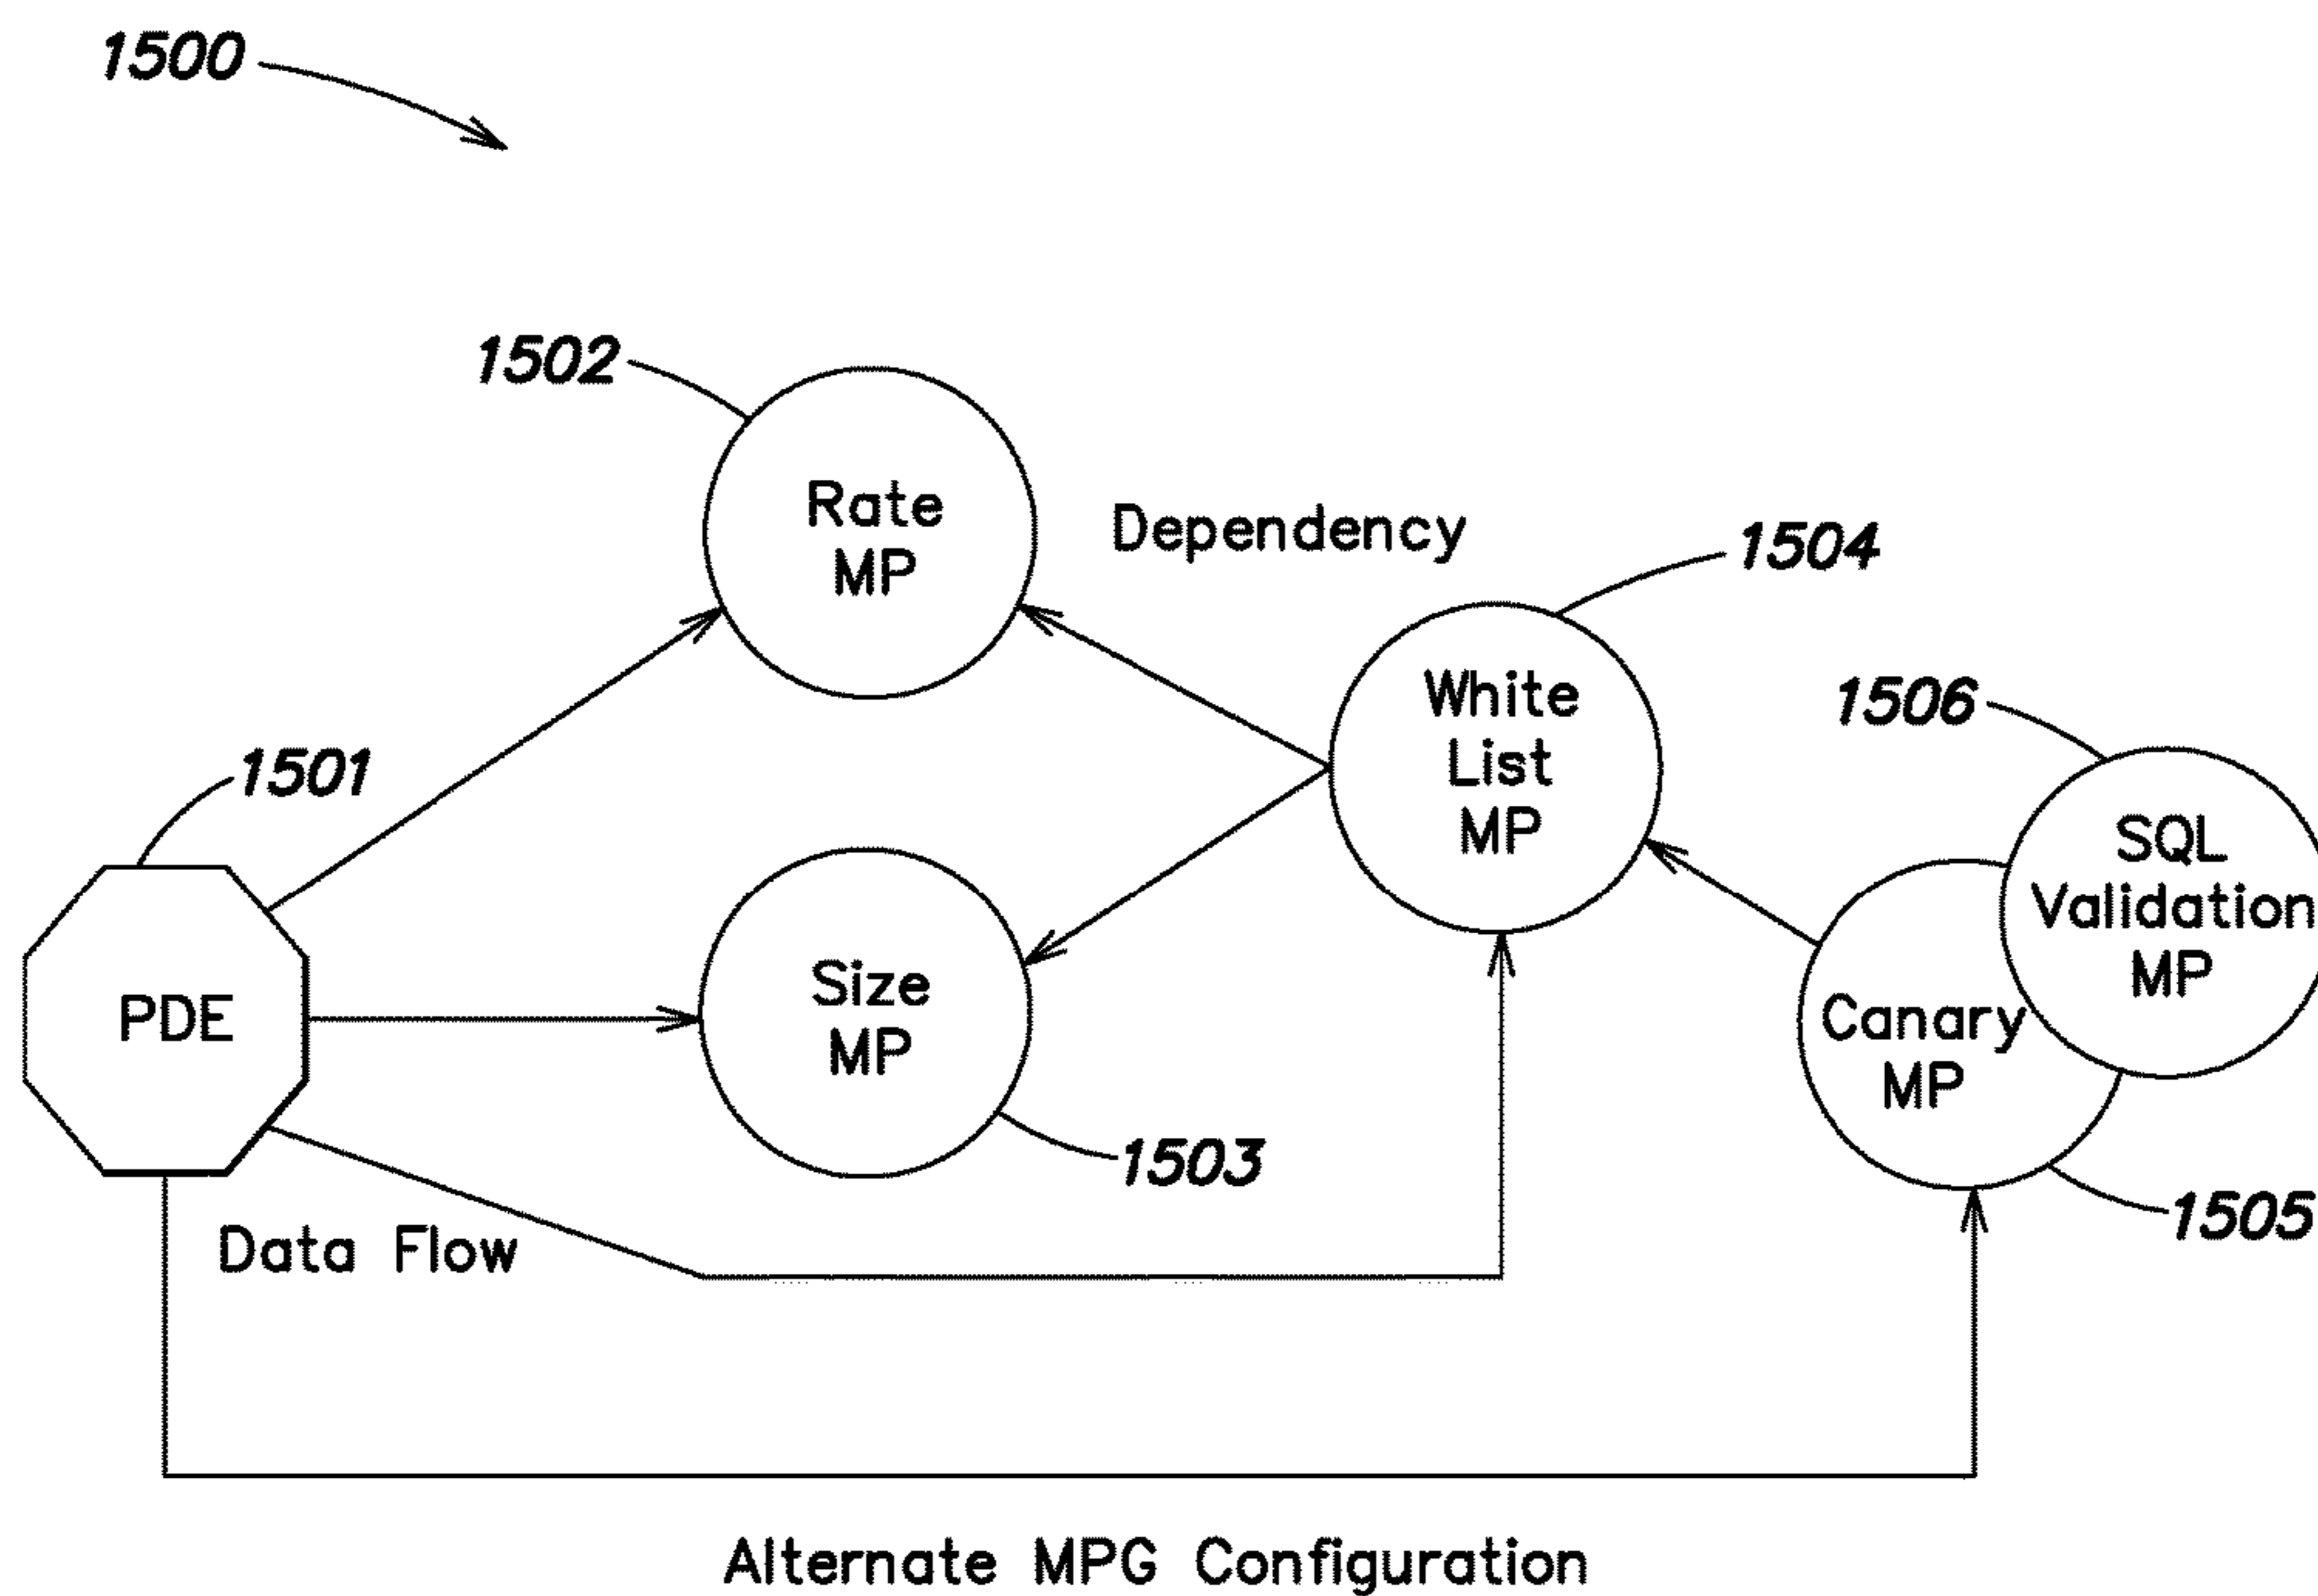 1500
1502
Rate
MP
Dependency
1504
White
List
MP
1506
SQL
Validation
MP
1501
PDE
Size
MP
Canary
MP
1503
1505
Data Flow
Alternate MPG Configuration